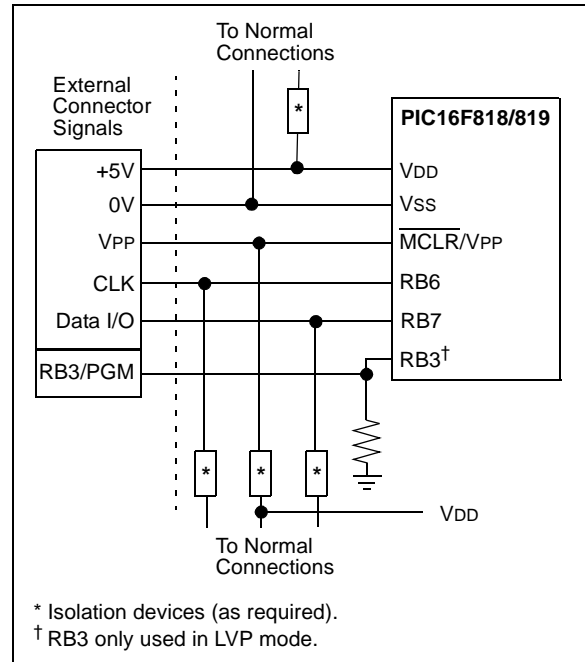 To Normal
Connections
External
Connector
Signals
*
PIC16F818/819
+5V
VDD
0V
VSS
VPP
MCLR/VPP
CLK
RB6
Data I/O
RB7
RB3†
RB3/PGM
* * *
VDD
To Normal
Connections
* Isolation devices (as required).
† RB3 only used in LVP mode.